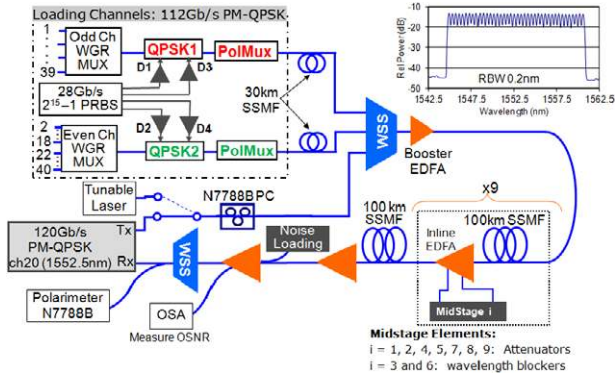 Loading Channels: 112Gb/s PM-QPSK
1
39
Odd Ch
WGR
MUX
QPSK1
PolMux
D1
D3
28Gb/s
2¹⁵–1 PRBS
30km
SSMF
D2
D4
2
18
22
40
Even Ch
WGR
MUX
QPSK2
PolMux
WSS
Booster
EDFA
RelPower (dB)
-10
-20
-30
-40
-50
RBW 0.2nm
1542.5
1547.5
1552.5
1557.5
1562.5
Wavelength (nm)
Tunable
Laser
N7788BPC
120Gb/s
PM-QPSK
ch20 (1552.5nm)
Tx
Rx
WSS
Noise
Loading
100 km
SSMF
x9
100km SSMF
Inline
EDFA
MidStage i
Polarimeter
N7788B
OSA
Measure OSNR
Midstage Elements:
i = 1, 2, 4, 5, 7, 8, 9: Attenuators
i = 3 and 6: wavelength blockers